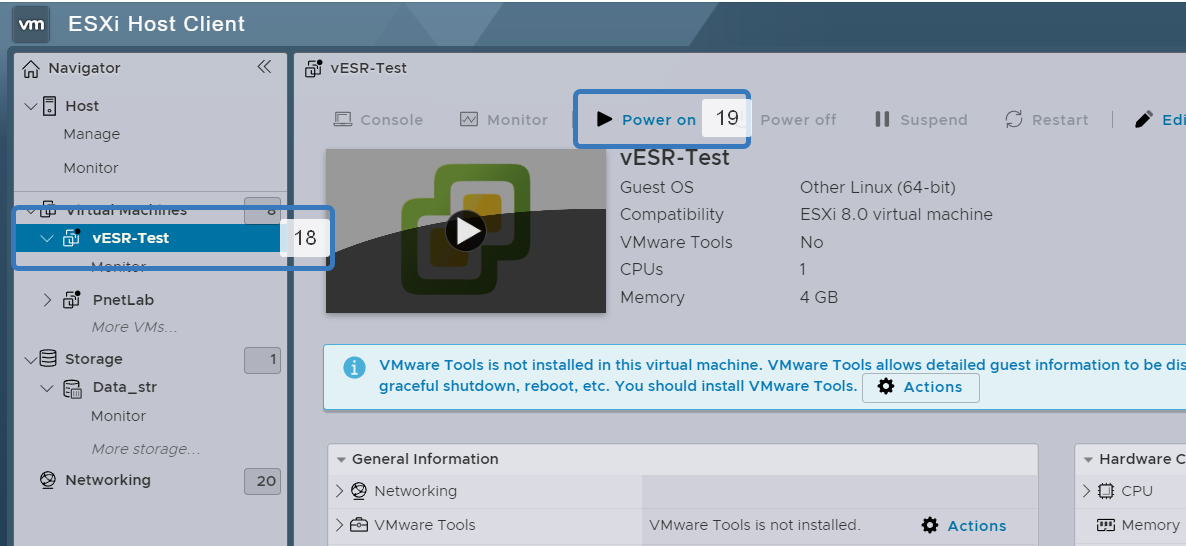 vm ESXi Host Client
Navigator
Host
Manage
Monitor
Virtual Machines 8
vESR-Test 18
Monitor
PnetLab
More VMs...
Storage 1
Data_str
Monitor
More storage...
Networking 20
vESR-Test
Console Monitor Power on 19 Power off Suspend Restart Edi
vESR-Test
Guest OS Other Linux (64-bit)
Compatibility ESXi 8.0 virtual machine
VMware Tools No
CPUs 1
Memory 4 GB
VMware Tools is not installed in this virtual machine. VMware Tools allows detailed guest information to be dis
graceful shutdown, reboot, etc. You should install VMware Tools. Actions
General Information
Networking
VMware Tools VMware Tools is not installed. Actions
Hardware C
CPU
Memory